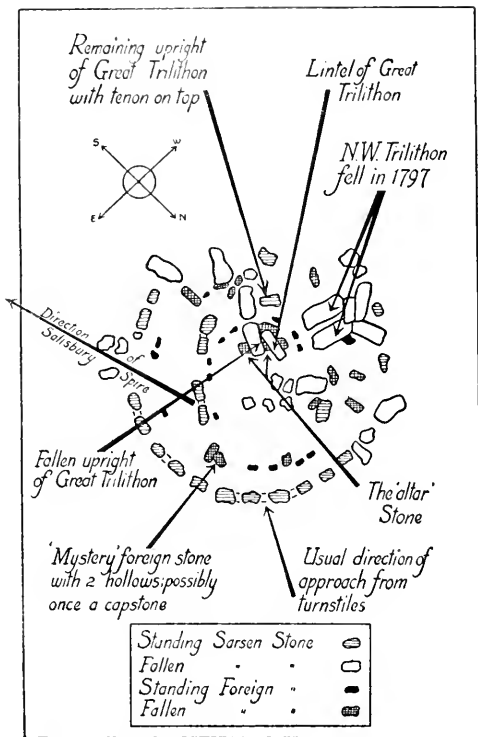 Remaining upright
of Great Trilithon
with tenon on top
Lintel of Great
Trilithon
N.W. Trilithon
fell in 1797
S
W
E
N
Direction of Spire
Salisbury
Fallen upright
of Great Trilithon
The 'altar'
Stone
'Mystery' foreign stone
with 2 hollows; possibly
once a capstone
Usual direction of
approach from
turnstiles
Standing Sarsen Stone
Fallen " "
Standing Foreign "
Fallen " "